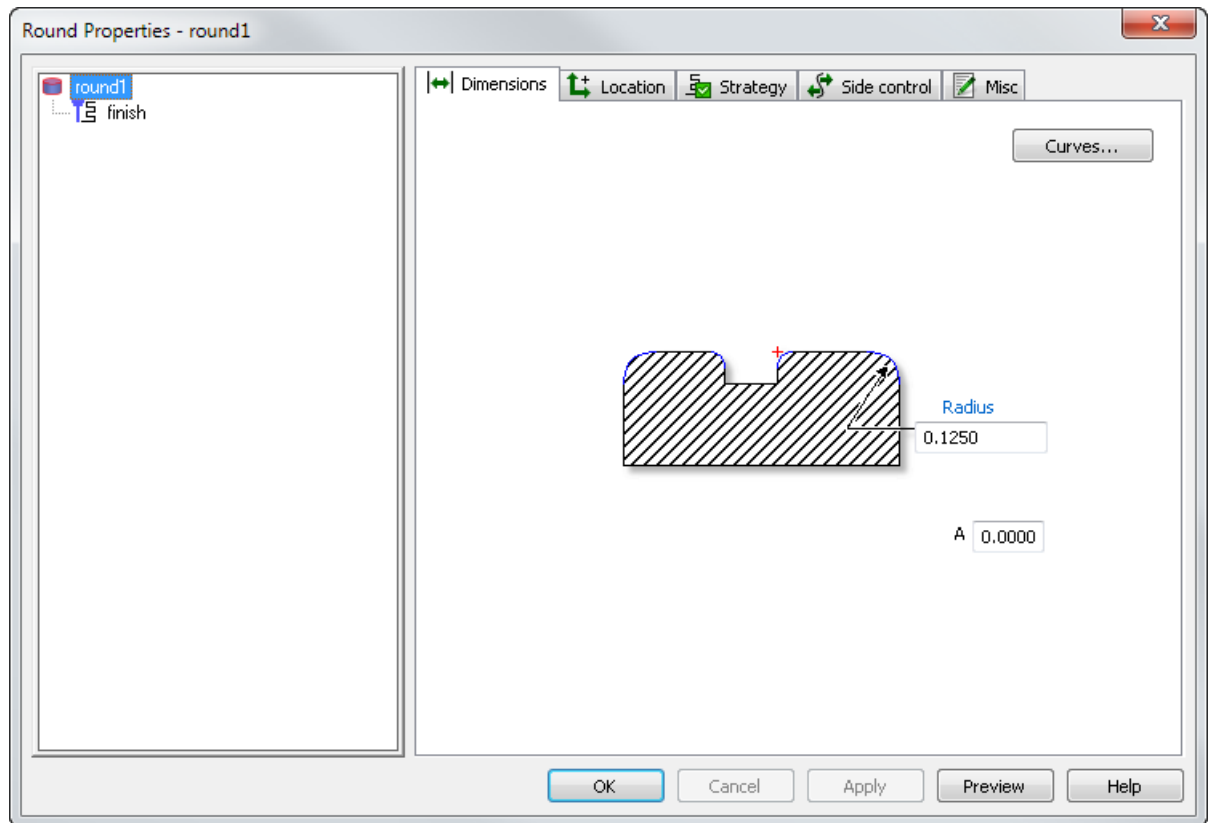 Round Properties - round1
round1
finish
Dimensions Location Strategy Side control Misc
Curves...
Radius
0.1250
A 0.0000
OK Cancel Apply Preview Help